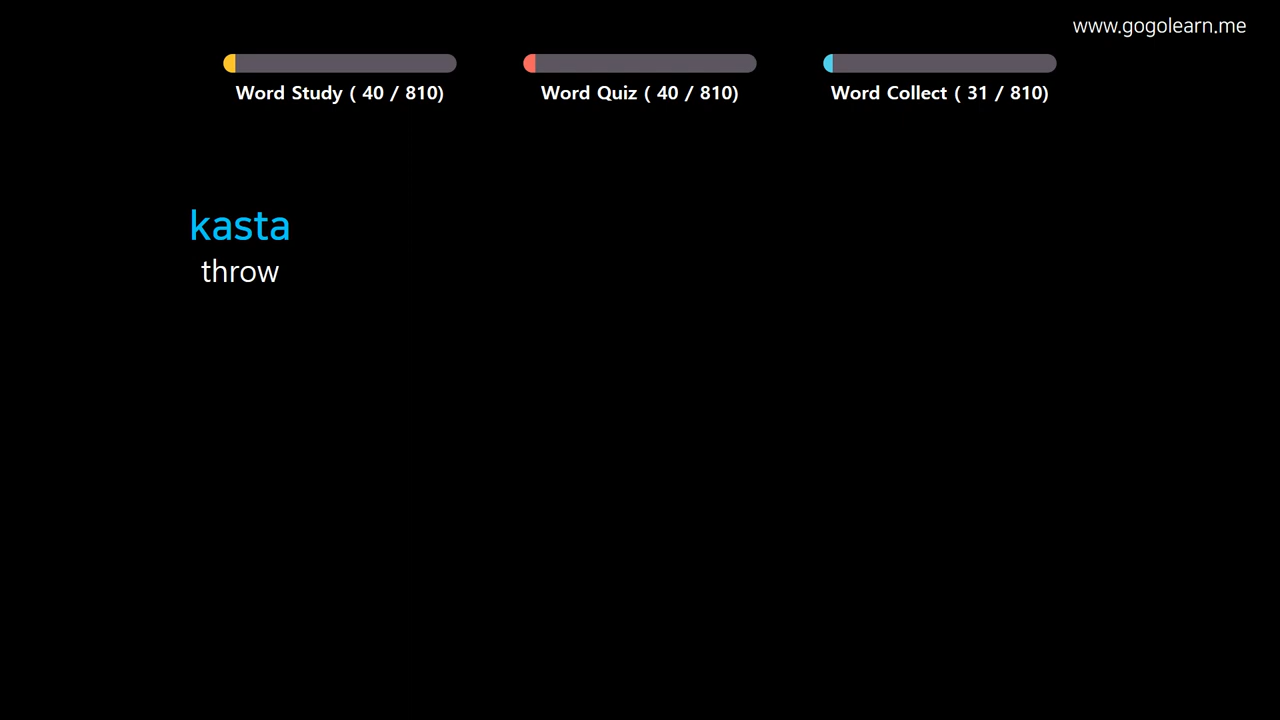 www.gogolearn.me
Word Study ( 40 / 810)
Word Quiz ( 40 / 810)
Word Collect ( 31 / 810)
kasta
throw